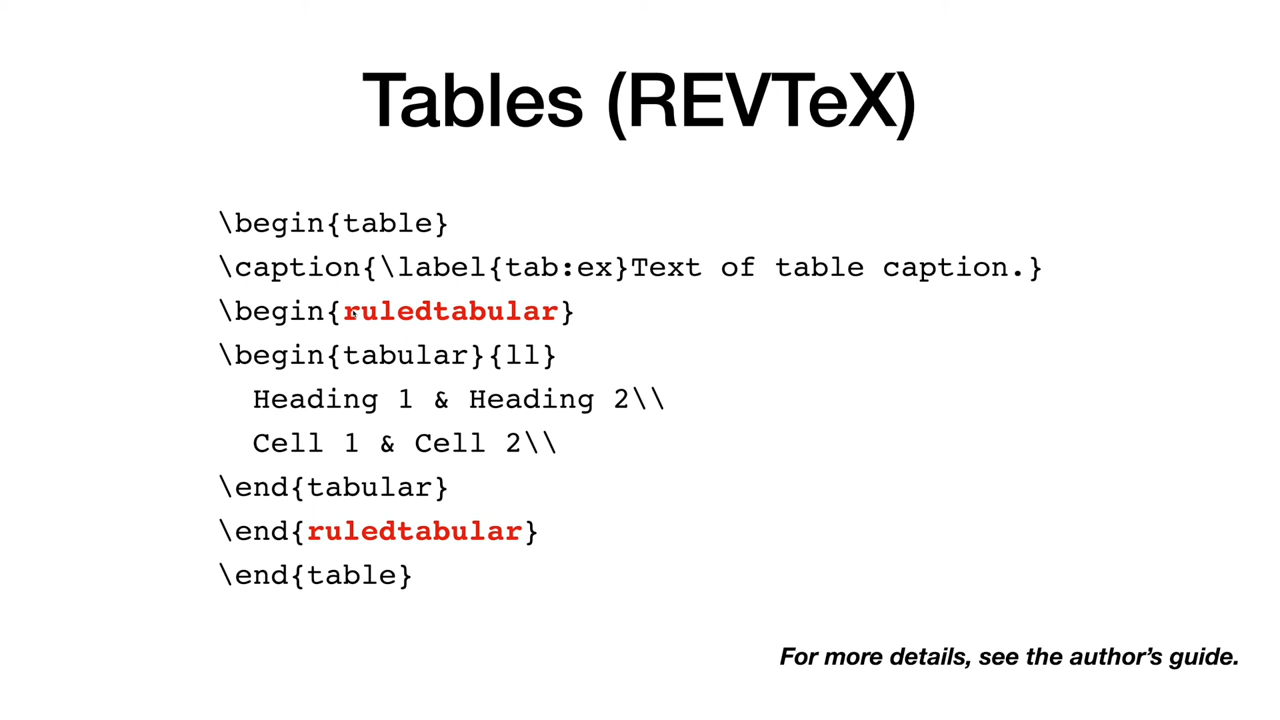 Tables (REVTeX)
\begin{table}
\caption{\label{tab:ex}Text of table caption.}
\begin{ruledtabular}
\begin{tabular}{ll}
Heading 1 & Heading 2\\
Cell 1 & Cell 2\\
\end{tabular}
\end{ruledtabular}
\end{table}
For more details, see the author's guide.